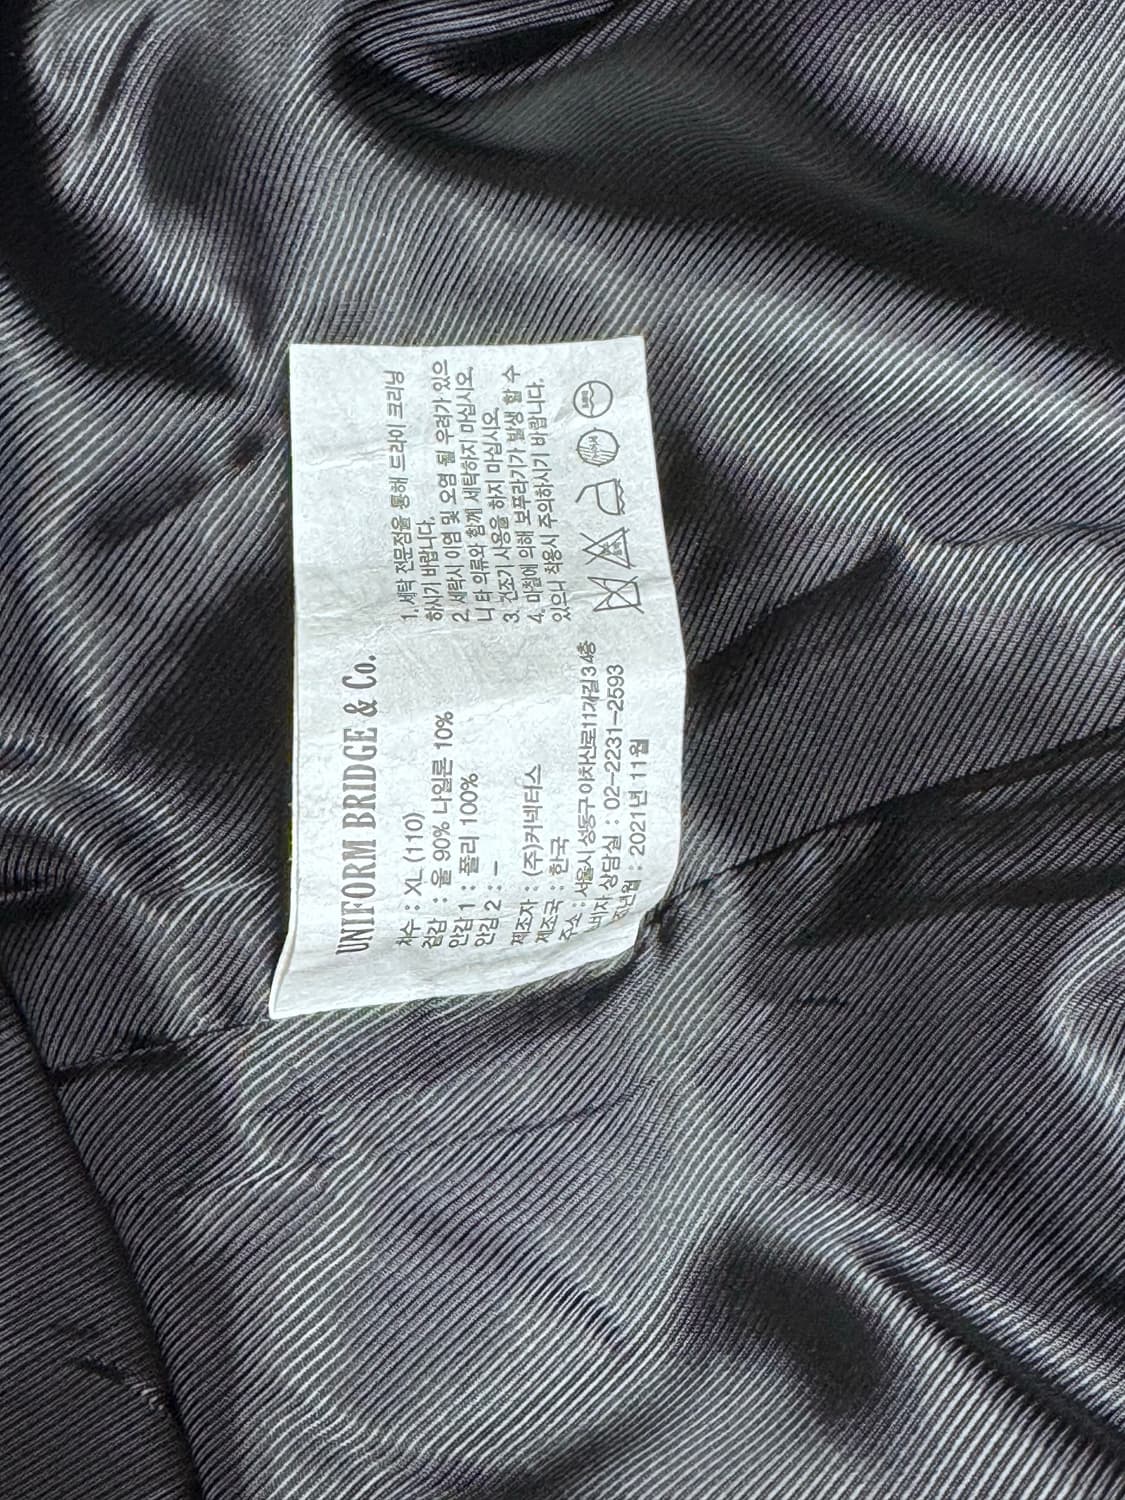 UNIFORM BRIDGE & Co.
치수 : XL (110)
겉감 : 울 90% 나일론 10%
안감 1 : 폴리 100%
안감 2 : –
제조자 : (주)커넥터스
제조국 : 한국
주소 : 서울시 성동구 아차산로11가길3 4층
비자 상담실 : 02-2231-2593
조년월 : 2021년 11월
1. 세탁 전문점을 통해 드라이 크리닝
하시기 바랍니다.
2. 세탁시 이염 및 오염 될 우려가 있으
니 타 의류와 함께 세탁하지 마십시오.
3. 건조기 사용을 하지 마십시오.
4. 마찰에 의해 보푸라기가 발생 할 수
있으니 착용시 주의하시기 바랍니다.